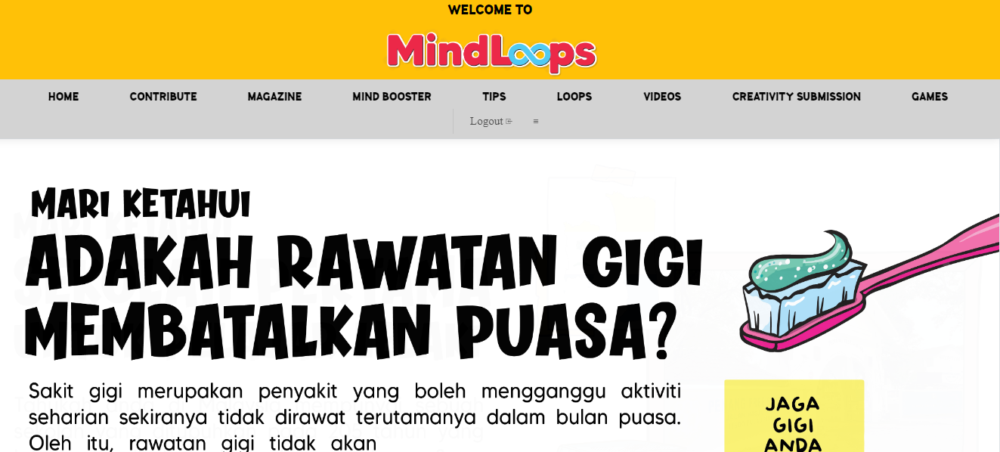 WELCOME TO
MindLoops
HOME CONTRIBUTE MAGAZINE MIND BOOSTER TIPS LOOPS VIDEOS CREATIVITY SUBMISSION GAMES
Logout
MARI KETAHUI
ADAKAH RAWATAN GIGI
MEMBATALKAN PUASA?
Sakit gigi merupakan penyakit yang boleh mengganggu aktiviti
seharian sekiranya tidak dirawat terutamanya dalam bulan puasa.
Oleh itu, rawatan gigi tidak akan
JAGA
GIGI
ANDA